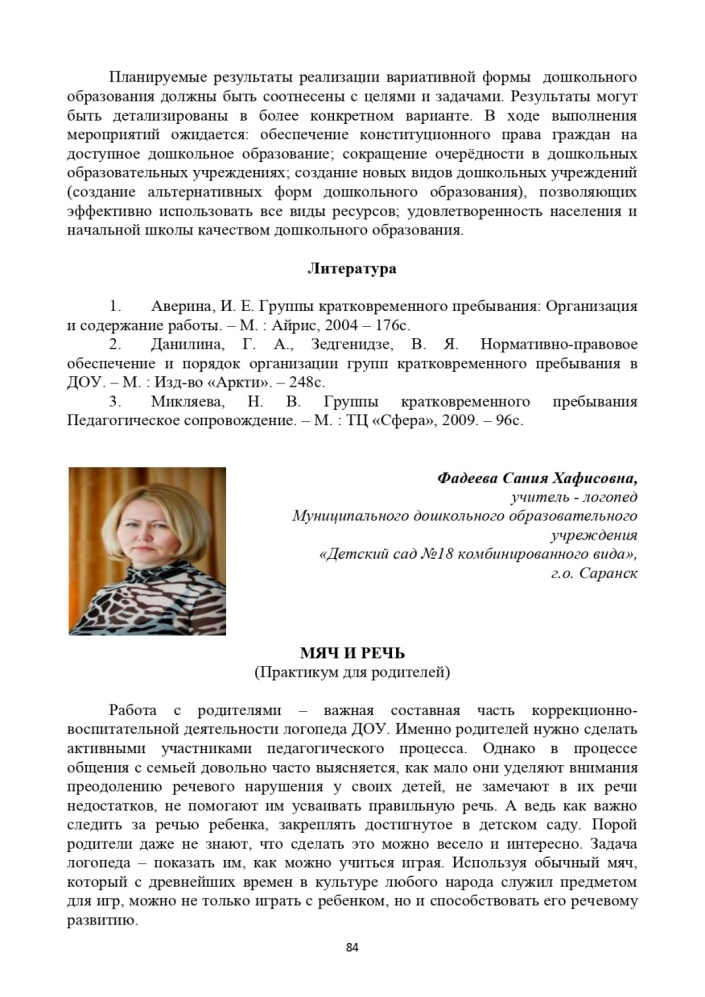 Планируемые результаты реализации вариативной формы дошкольного
образования должны быть соотнесены с целями и задачами. Результаты могут
быть детализированы в более конкретном варианте. В ходе выполнения
мероприятий ожидается: обеспечение конституционного права граждан на
доступное дошкольное образование; сокращение очерёдности в дошкольных
образовательных учреждениях; создание новых видов дошкольных учреждений
(создание альтернативных форм дошкольного образования), позволяющих
эффективно использовать все виды ресурсов; удовлетворенность населения и
начальной школы качеством дошкольного образования.
Литература
1. Аверина, И. Е. Группы кратковременного пребывания: Организация
и содержание работы. – М. : Айрис, 2004 – 176с.
2. Данилина, Г. А., Зедгенидзе, В. Я. Нормативно-правовое
обеспечение и порядок организации групп кратковременного пребывания в
ДОУ. – М. : Изд-во «Аркти». – 248с.
3. Микляева, Н. В. Группы кратковременного пребывания
Педагогическое сопровождение. – М. : ТЦ «Сфера», 2009. – 96с.
Фадеева Сания Хафисовна,
учитель - логопед
Муниципального дошкольного образовательного
учреждения
«Детский сад №18 комбинированного вида»,
г.о. Саранск
МЯЧ И РЕЧЬ
(Практикум для родителей)
Работа с родителями – важная составная часть коррекционно-
воспитательной деятельности логопеда ДОУ. Именно родителей нужно сделать
активными участниками педагогического процесса. Однако в процессе
общения с семьей довольно часто выясняется, как мало они уделяют внимания
преодолению речевого нарушения у своих детей, не замечают в их речи
недостатков, не помогают им усваивать правильную речь. А ведь как важно
следить за речью ребенка, закреплять достигнутое в детском саду. Порой
родители даже не знают, что сделать это можно весело и интересно. Задача
логопеда – показать им, как можно учиться играя. Используя обычный мяч,
который с древнейших времен в культуре любого народа служил предметом
для игр, можно не только играть с ребенком, но и способствовать его речевому
развитию.
84